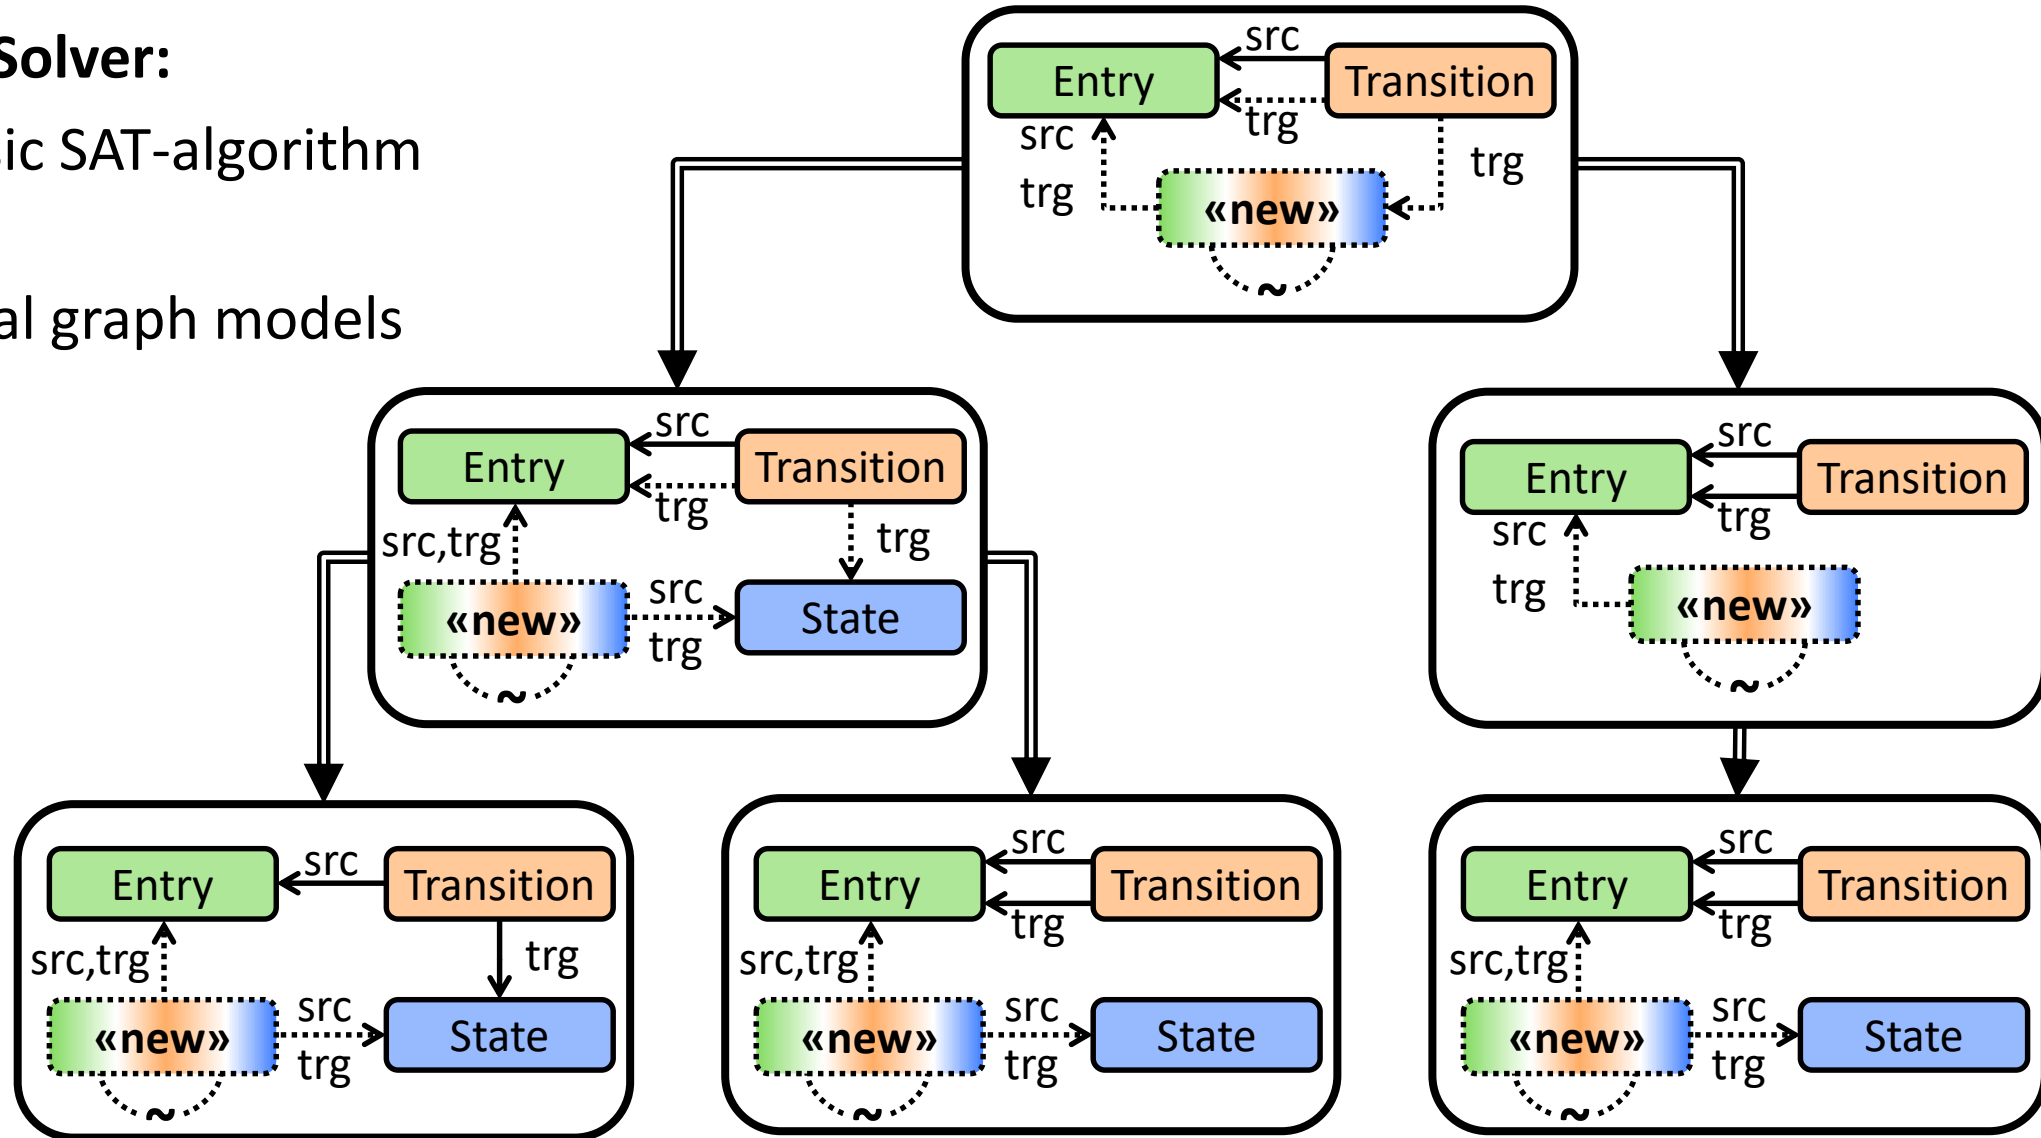 Solver:
sic SAT-algorithm
al graph models
src
Entry
Transition
trg
src
trg
trg
«new»
~
src
Entry
Transition
trg
src,trg
trg
«new»
src
trg
State
~
src
Entry
Transition
trg
src
trg
«new»
~
Entry
src
Transition
src,trg
trg
«new»
src
trg
State
~
src
Entry
Transition
trg
src,trg
«new»
src
trg
State
~
src
Entry
Transition
trg
src,trg
«new»
src
trg
State
~